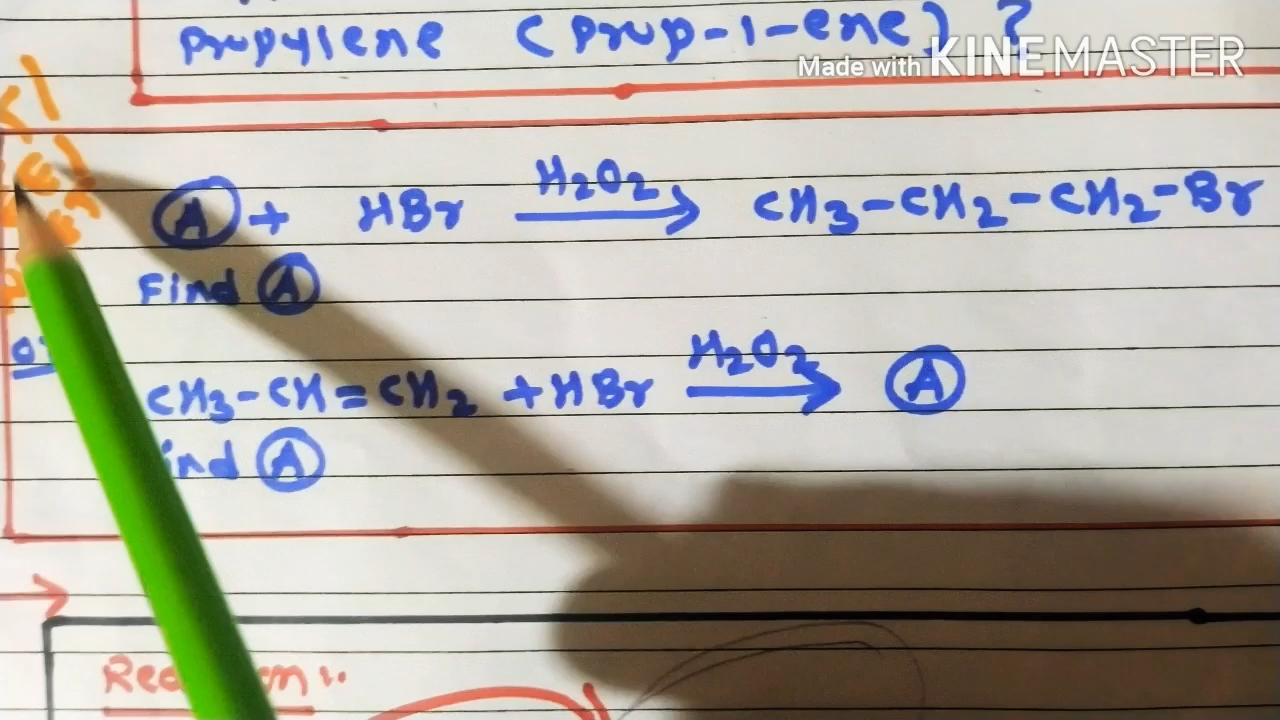 propylene (prop-1-ene) ?
Made with KINEMASTER
Ⓐ + HBr H2O2 → CH3-CH2-CH2-Br
Find Ⓐ
CH3-CH=CH2 + HBr H2O2 → Ⓐ
Ⓐ